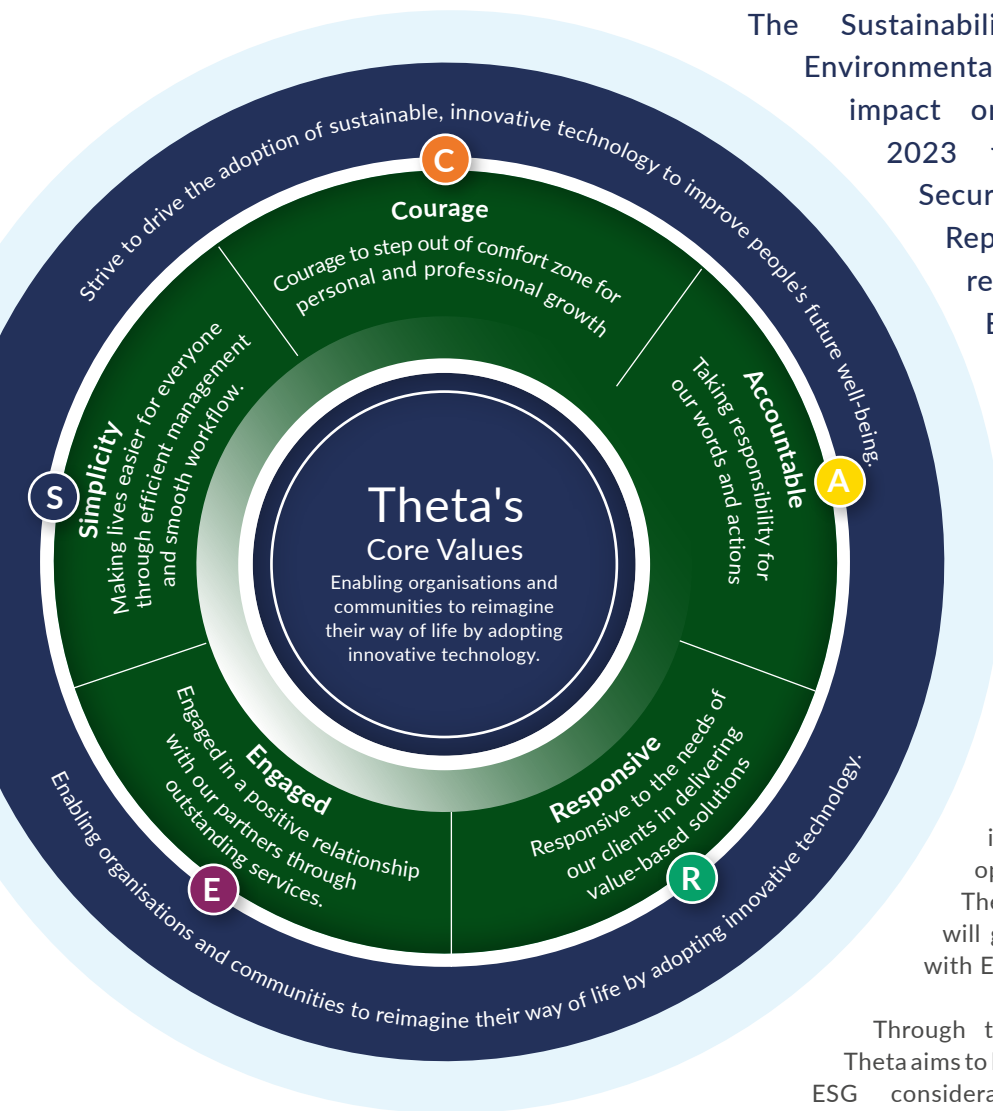 The Sustainabili
Environmenta
impact or
2023
Secur
Rep
re
E
Strive to drive the adoption of sustainable, innovative technology to improve people's future well-being.
C
Courage
Courage to step out of comfort zone for
personal and professional growth
A
Accountable
Taking responsibility for
our words and actions
S
Simplicity
Making lives easier for everyone
through efficient management
and smooth workflow.
Theta's
Core Values
Enabling organisations and
communities to reimagine
their way of life by adopting
innovative technology.
Engaged
Engaged in a positive relationship
with our partners through
outstanding services.
E
Responsive
Responsive to the needs of
our clients in delivering
value-based solutions
R
Enabling organisations and communities to reimagine their way of life by adopting innovative technology.
i
op
The
will g
with E
Through t
Theta aims to
ESG considera